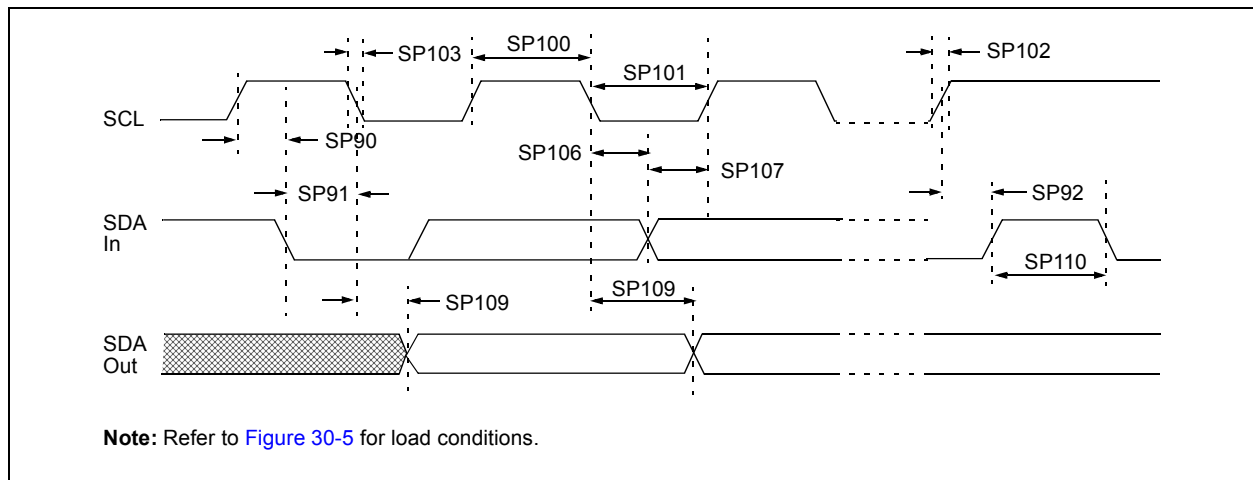 SP103
SP100
SP101
SP102
SCL
SP90
SP106
SP107
SP91
SP92
SDA
In
SP110
SP109
SP109
SDA
Out
Note: Refer to Figure 30-5 for load conditions.